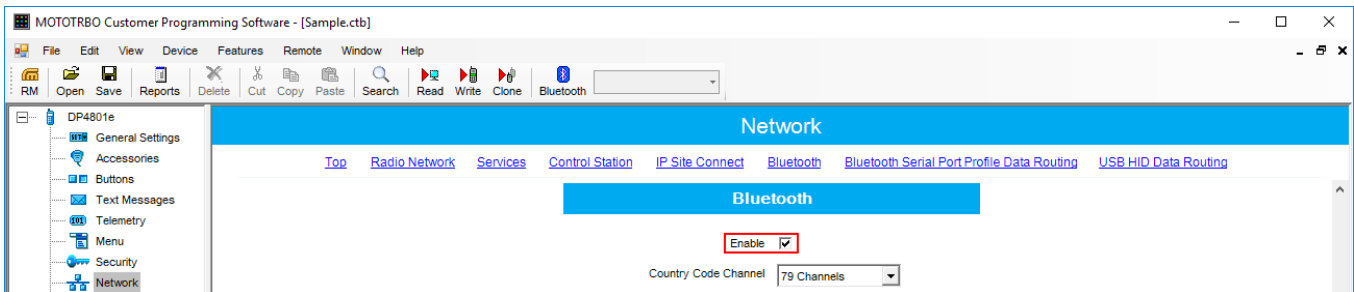 MOTOTRBO Customer Programming Software - [Sample.ctb]
File Edit View Device Features Remote Window Help
RM Open Save Reports Delete Cut Copy Paste Search Read Write Clone Bluetooth
DP4801e
Network
General Settings
Accessories
Top Radio Network Services Control Station IP Site Connect Bluetooth Bluetooth Serial Port Profile Data Routing USB HID Data Routing
Buttons
Text Messages
Bluetooth
Telemetry
Menu
Enable
Security
Network
Country Code Channel 79 Channels